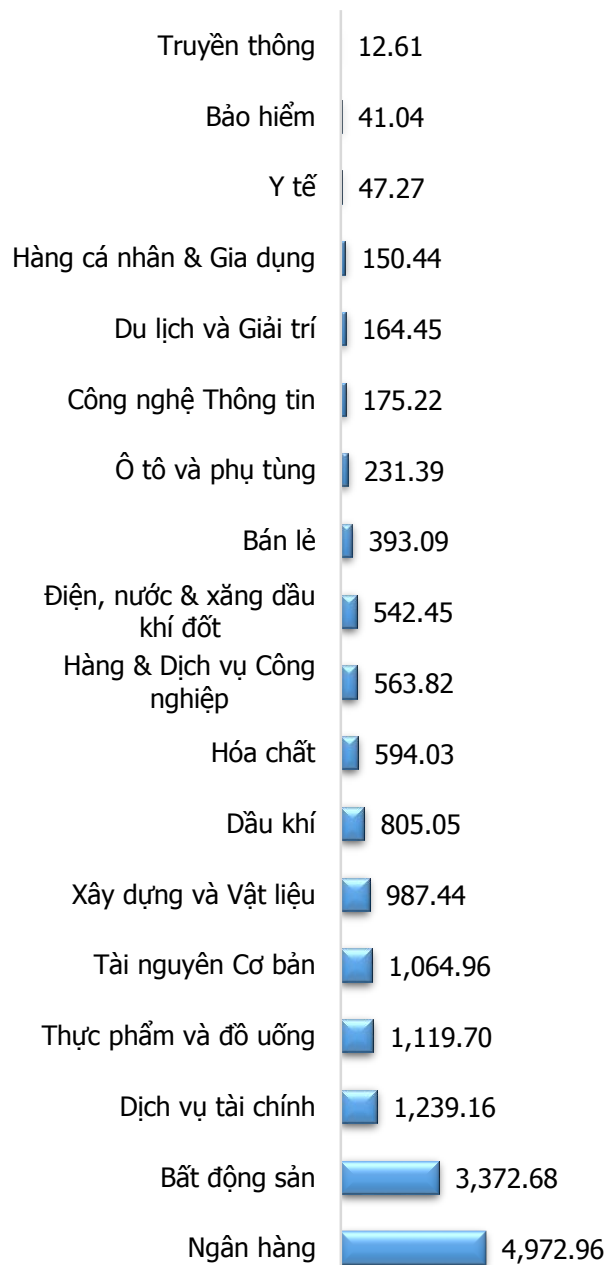 Truyền thông 12.61
Bảo hiểm 41.04
Y tế 47.27
Hàng cá nhân & Gia dụng 150.44
Du lịch và Giải trí 164.45
Công nghệ Thông tin 175.22
Ô tô và phụ tùng 231.39
Bán lẻ 393.09
Điện, nước & xăng dầu
khí đốt 542.45
Hàng & Dịch vụ Công
nghiệp 563.82
Hóa chất 594.03
Dầu khí 805.05
Xây dựng và Vật liệu 987.44
Tài nguyên Cơ bản 1,064.96
Thực phẩm và đồ uống 1,119.70
Dịch vụ tài chính 1,239.16
Bất động sản 3,372.68
Ngân hàng 4,972.96